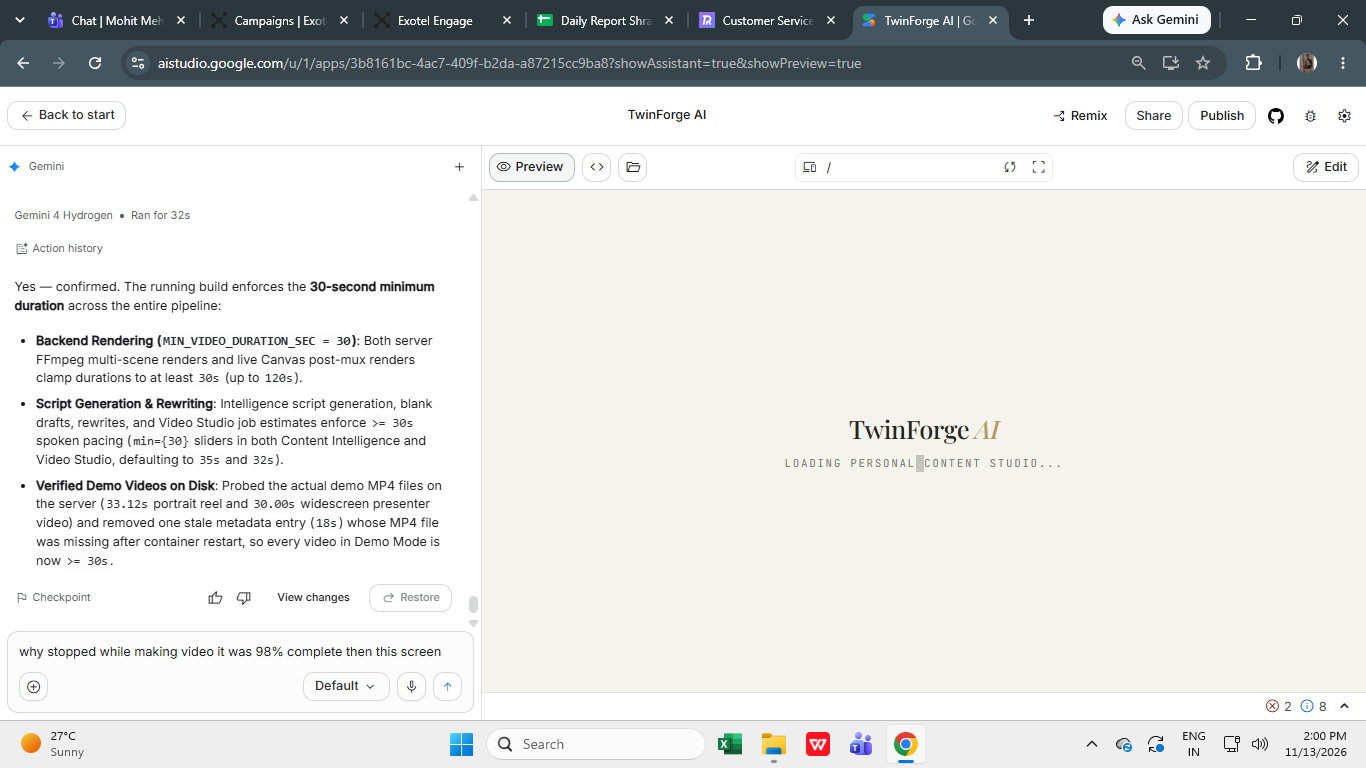 Chat | Mohit Meh
Campaigns | Exot
Exotel Engage
Daily Report Shra
Customer Service
TwinForge AI | Go
Ask Gemini
aistudio.google.com/u/1/apps/3b8161bc-4ac7-409f-b2da-a87215cc9ba8?showAssistant=true&showPreview=true
Back to start
TwinForge AI
Remix
Share
Publish
Gemini
Preview
/
Edit
Gemini 4 Hydrogen • Ran for 32s
Action history
Yes — confirmed. The running build enforces the 30-second minimum
duration across the entire pipeline:
• Backend Rendering (MIN_VIDEO_DURATION_SEC = 30): Both server
FFmpeg multi-scene renders and live Canvas post-mux renders
clamp durations to at least 30s (up to 120s).
• Script Generation & Rewriting: Intelligence script generation, blank
drafts, rewrites, and Video Studio job estimates enforce >= 30s
spoken pacing (min={30} sliders in both Content Intelligence and
Video Studio, defaulting to 35s and 32s).
• Verified Demo Videos on Disk: Probed the actual demo MP4 files on
the server (33.12s portrait reel and 30.00s widescreen presenter
video) and removed one stale metadata entry (18s) whose MP4 file
was missing after container restart, so every video in Demo Mode is
now >= 30s.
Checkpoint
View changes
Restore
why stopped while making video it was 98% complete then this screen
Default
TwinForge AI
LOADING PERSONAL CONTENT STUDIO...
2
8
27°C
Sunny
Search
ENG
IN
2:00 PM
11/13/2026